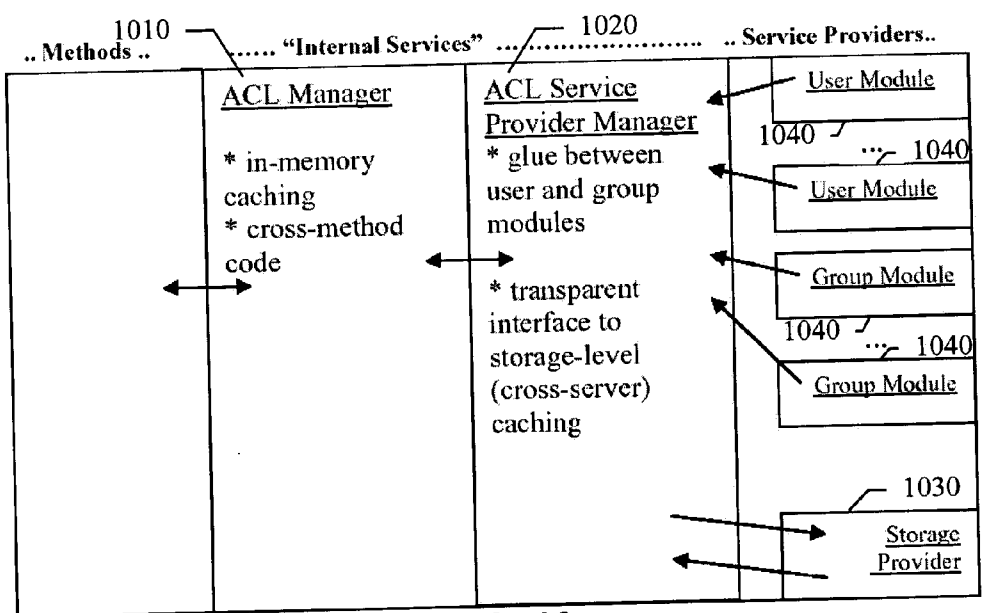 1010
1020
.. Methods ..
...... "Internal Services" ..........................
.. Service Providers..
ACL Manager
* in-memory
caching
* cross-method
code
ACL Service
Provider Manager
* glue between
user and group
modules
* transparent
interface to
storage-level
(cross-server)
caching
User Module
1040
... 1040
User Module
Group Module
1040
... 1040
Group Module
1030
Storage
Provider